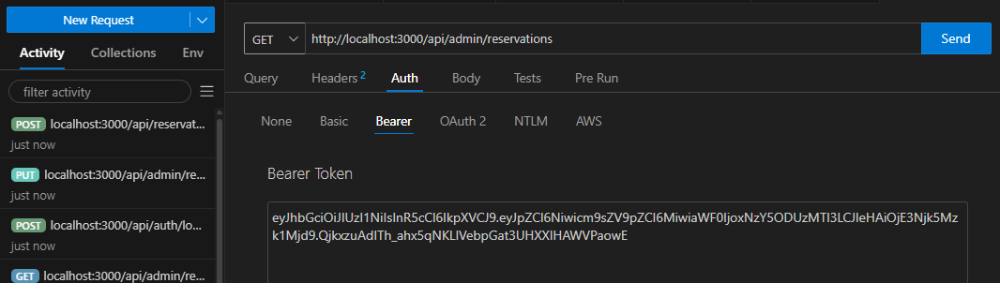 New Request
GET
http://localhost:3000/api/admin/reservations
Send
Activity
Collections
Env
Query
Headers 2
Auth
Body
Tests
Pre Run
filter activity
None
Basic
Bearer
OAuth 2
NTLM
AWS
POST localhost:3000/api/reservat...
just now
PUT localhost:3000/api/admin/re...
just now
POST localhost:3000/api/auth/lo...
just now
GET localhost:3000/api/admin/re...
Bearer Token
eyJhbGciOiJIUzI1NiIsInR5cCI6IkpXVCJ9.eyJpZCI6Niwicm9sZV9pZCI6MiwiaWF0IjoxNzY5ODUzMTI3LCJleHAiOjE3Njk5Mz
k1Mjd9.QjkxzuAdITh_ahx5qNKLIVebpGat3UHXXIHAWVPaowE